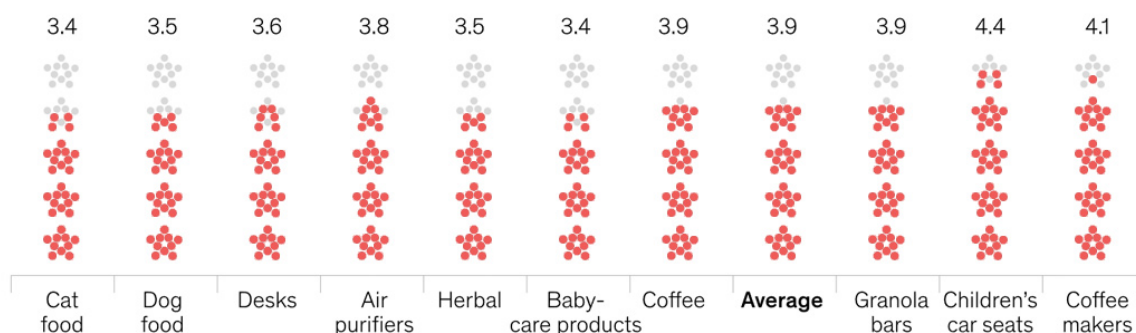 3.4 3.5 3.6 3.8 3.5 3.4 3.9 3.9 3.9 4.4 4.1
Cat food
Dog food
Desks
Air purifiers
Herbal
Baby-care products
Coffee
Average
Granola bars
Children's car seats
Coffee makers